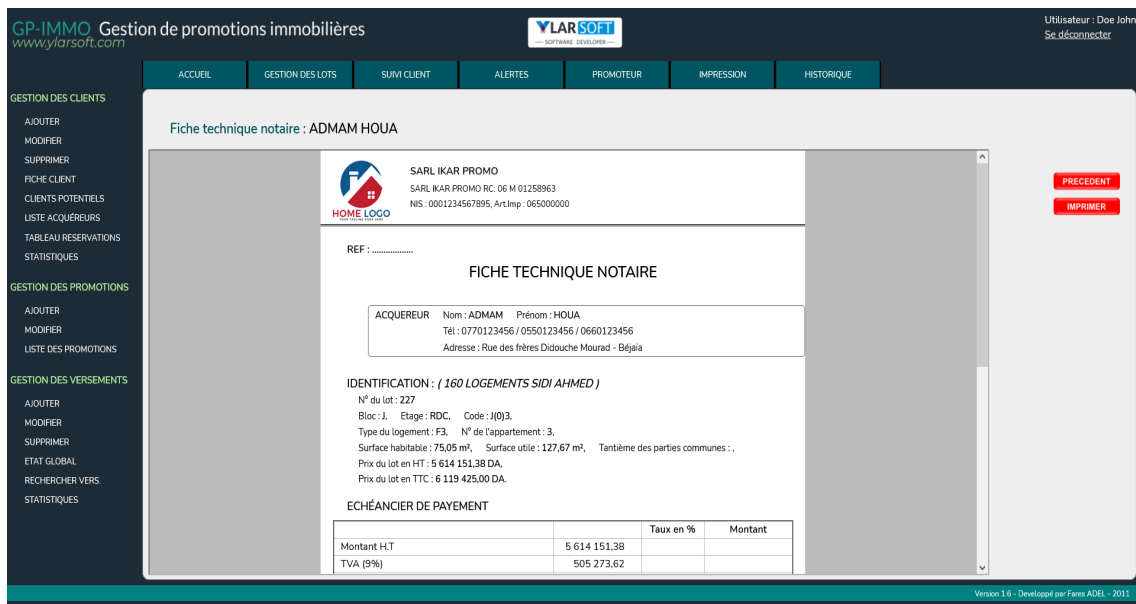 GP-IMMO Gestion de promotions immobilières
www.ylarsoft.com
YLARSOFT
SOFTWARE DEVELOPER
Utilisateur : Doe John
Se déconnecter
ACCUEIL GESTION DES LOTS SUIVI CLIENT ALERTES PROMOTEUR IMPRESSION HISTORIQUE
GESTION DES CLIENTS
AJOUTER
MODIFIER
SUPPRIMER
FICHE CLIENT
CLIENTS POTENTIELS
LISTE ACQUÉREURS
TABLEAU RESERVATIONS
STATISTIQUES
GESTION DES PROMOTIONS
AJOUTER
MODIFIER
LISTE DES PROMOTIONS
GESTION DES VERSEMENTS
AJOUTER
MODIFIER
SUPPRIMER
ETAT GLOBAL
RECHERCHER VERS.
STATISTIQUES
Fiche technique notaire : ADMAM HOUA
HOME LOGO
YOUR TAGLINE GOES HERE
SARL IKAR PROMO
SARL IKAR PROMO RC: 06 M 01258963
NIS : 0001234567895, Art.Imp : 065000000
REF : .................
FICHE TECHNIQUE NOTAIRE
ACQUEREUR Nom : ADMAM Prénom : HOUA
Tél : 0770123456 / 0550123456 / 0660123456
Adresse : Rue des frères Didouche Mourad - Béjaïa
IDENTIFICATION : ( 160 LOGEMENTS SIDI AHMED )
N° du lot : 227
Bloc : J, Etage : RDC, Code : J(0)3,
Type du logement : F3, N° de l'appartement : 3,
Surface habitable : 75,05 m², Surface utile : 127,67 m², Tantième des parties communes : ,
Prix du lot en HT : 5 614 151,38 DA,
Prix du lot en TTC : 6 119 425,00 DA.
ECHÉANCIER DE PAYEMENT
Taux en % Montant
Montant H.T 5 614 151,38
TVA (9%) 505 273,62
PRECEDENT
IMPRIMER
Version 1.6 - Developpé par Fares ADEL - 2011